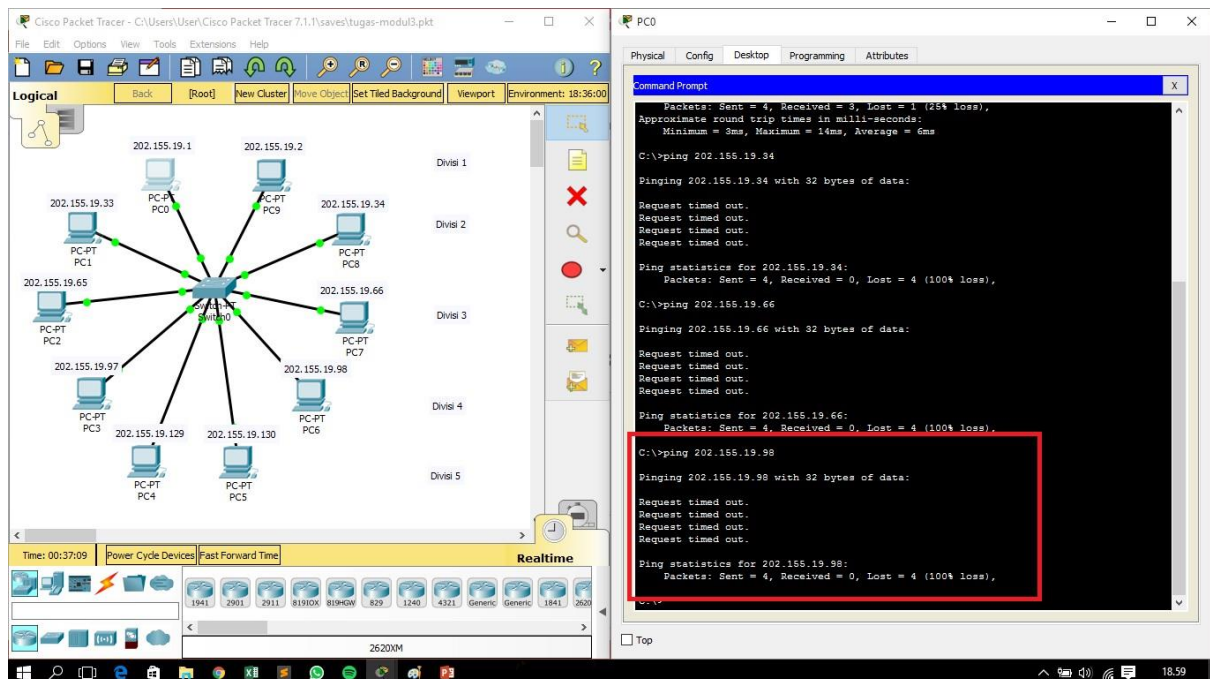 Cisco Packet Tracer - C:\Users\User\Cisco Packet Tracer 7.1.1\saves\tugas-modul3.pkt
File Edit Options View Tools Extensions Help
Logical Back [Root] New Cluster Move Object Set Tiled Background Viewport Environment: 18:36:00
202.155.19.1 202.155.19.2
Divisi 1
PC-PT
PC0
PC-PT
PC9
202.155.19.33 202.155.19.34
Divisi 2
PC-PT
PC1
PC-PT
PC8
202.155.19.65 202.155.19.66
Switch-PT
Switch0
Divisi 3
PC-PT
PC2
PC-PT
PC7
202.155.19.97 202.155.19.98
Divisi 4
PC-PT
PC3
PC-PT
PC6
202.155.19.129 202.155.19.130
Divisi 5
PC-PT
PC4
PC-PT
PC5
Time: 00:37:09 Power Cycle Devices Fast Forward Time Realtime
1941 2901 2911 819IOX 819HGW 829 1240 4321 Generic Generic 1841 2620
2620XM
PC0
Physical Config Desktop Programming Attributes
Command Prompt X
Packets: Sent = 4, Received = 3, Lost = 1 (25% loss),
Approximate round trip times in milli-seconds:
Minimum = 3ms, Maximum = 14ms, Average = 6ms
C:\>ping 202.155.19.34
Pinging 202.155.19.34 with 32 bytes of data:
Request timed out.
Request timed out.
Request timed out.
Request timed out.
Ping statistics for 202.155.19.34:
Packets: Sent = 4, Received = 0, Lost = 4 (100% loss),
C:\>ping 202.155.19.66
Pinging 202.155.19.66 with 32 bytes of data:
Request timed out.
Request timed out.
Request timed out.
Request timed out.
Ping statistics for 202.155.19.66:
Packets: Sent = 4, Received = 0, Lost = 4 (100% loss),
C:\>ping 202.155.19.98
Pinging 202.155.19.98 with 32 bytes of data:
Request timed out.
Request timed out.
Request timed out.
Request timed out.
Ping statistics for 202.155.19.98:
Packets: Sent = 4, Received = 0, Lost = 4 (100% loss),
C:\>
Top
18.59